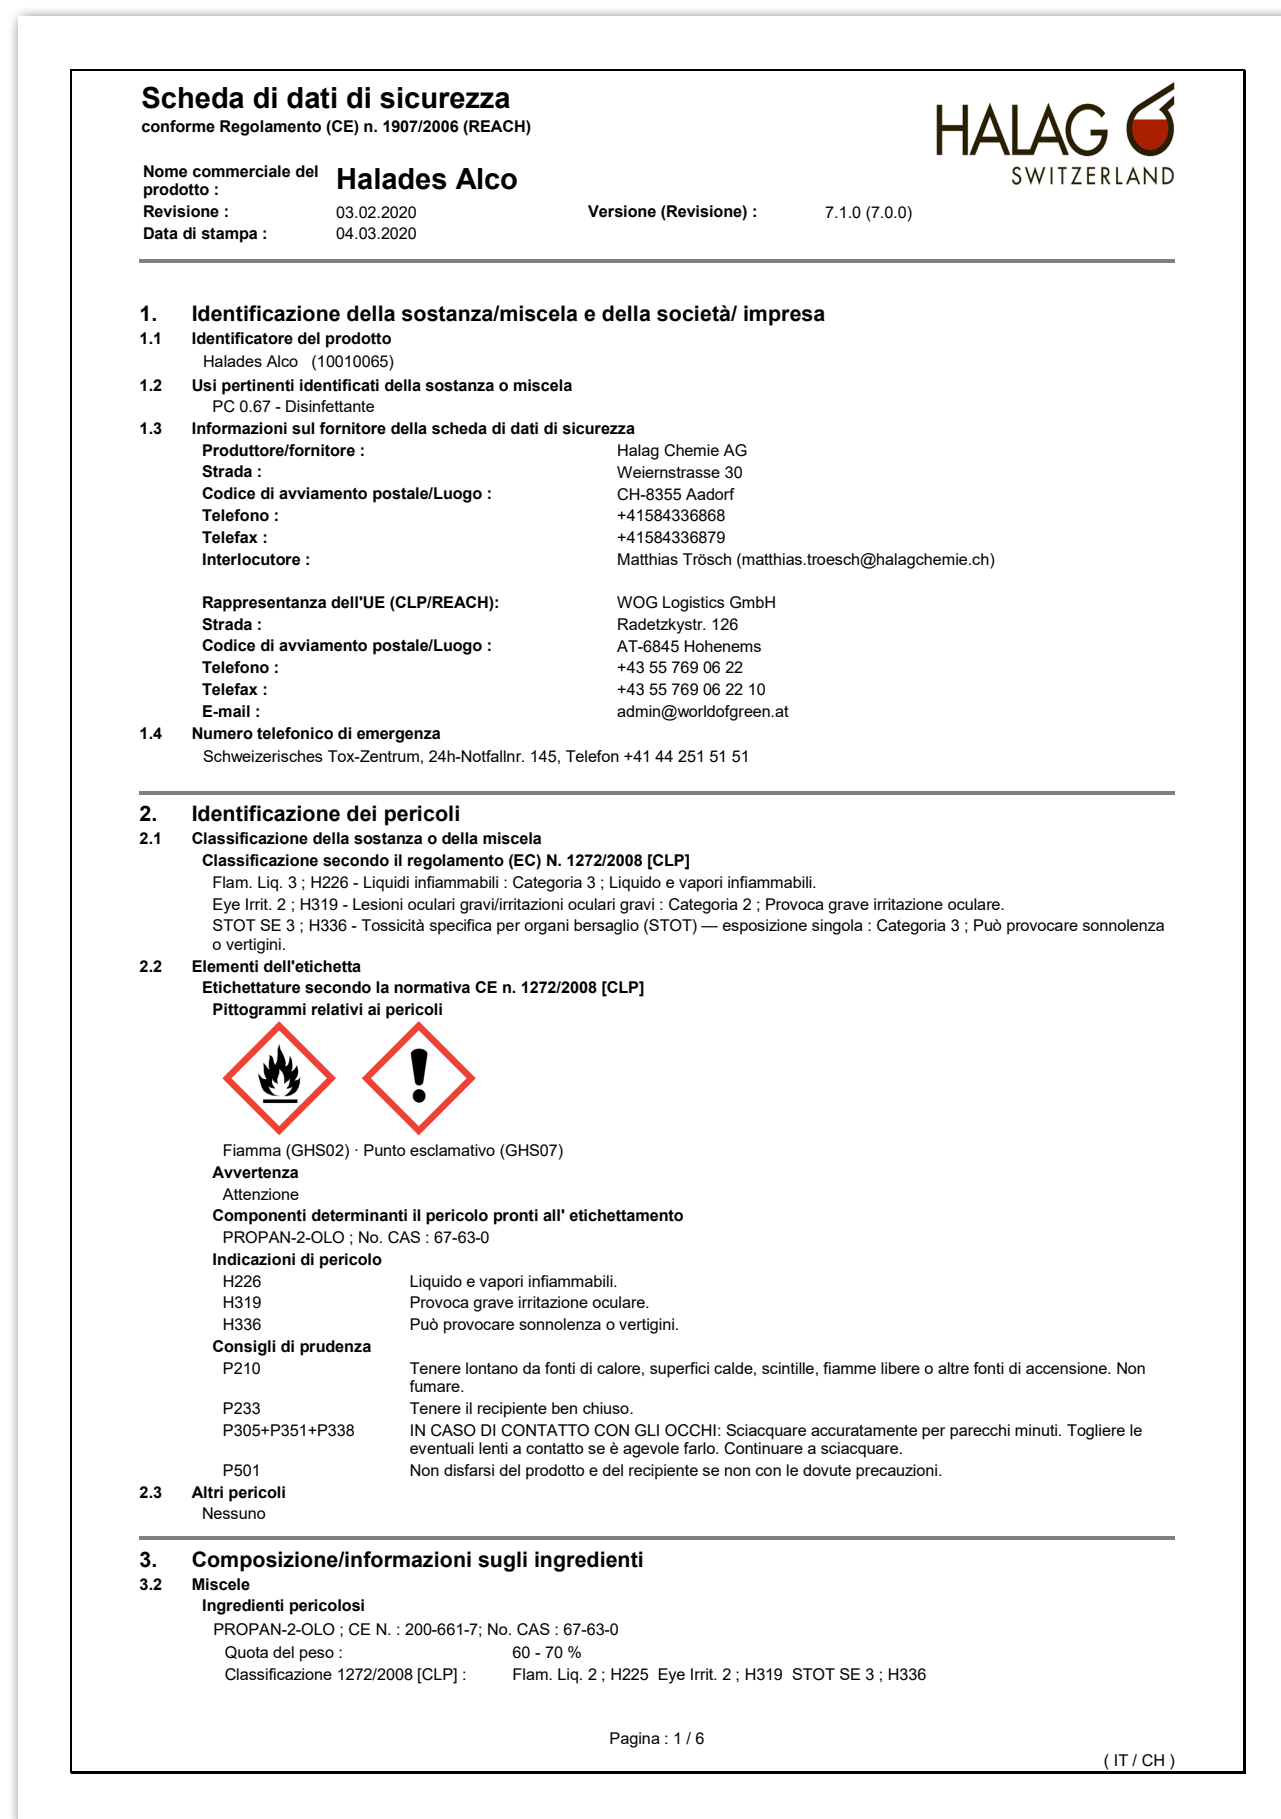 Scheda di dati di sicurezza
conforme Regolamento (CE) n. 1907/2006 (REACH)
HALAG
SWITZERLAND
Nome commerciale del
prodotto :
Halades Alco
Revisione : 03.02.2020 Versione (Revisione) : 7.1.0 (7.0.0)
Data di stampa : 04.03.2020
1. Identificazione della sostanza/miscela e della società/ impresa
1.1 Identificatore del prodotto
Halades Alco (10010065)
1.2 Usi pertinenti identificati della sostanza o miscela
PC 0.67 - Disinfettante
1.3 Informazioni sul fornitore della scheda di dati di sicurezza
Produttore/fornitore : Halag Chemie AG
Strada : Weiernstrasse 30
Codice di avviamento postale/Luogo : CH-8355 Aadorf
Telefono : +41584336868
Telefax : +41584336879
Interlocutore : Matthias Trösch (matthias.troesch@halagchemie.ch)
Rappresentanza dell'UE (CLP/REACH): WOG Logistics GmbH
Strada : Radetzkystr. 126
Codice di avviamento postale/Luogo : AT-6845 Hohenems
Telefono : +43 55 769 06 22
Telefax : +43 55 769 06 22 10
E-mail : admin@worldofgreen.at
1.4 Numero telefonico di emergenza
Schweizerisches Tox-Zentrum, 24h-Notfallnr. 145, Telefon +41 44 251 51 51
2. Identificazione dei pericoli
2.1 Classificazione della sostanza o della miscela
Classificazione secondo il regolamento (EC) N. 1272/2008 [CLP]
Flam. Liq. 3 ; H226 - Liquidi infiammabili : Categoria 3 ; Liquido e vapori infiammabili.
Eye Irrit. 2 ; H319 - Lesioni oculari gravi/irritazioni oculari gravi : Categoria 2 ; Provoca grave irritazione oculare.
STOT SE 3 ; H336 - Tossicità specifica per organi bersaglio (STOT) — esposizione singola : Categoria 3 ; Può provocare sonnolenza
o vertigini.
2.2 Elementi dell'etichetta
Etichettature secondo la normativa CE n. 1272/2008 [CLP]
Pittogrammi relativi ai pericoli
Fiamma (GHS02) · Punto esclamativo (GHS07)
Avvertenza
Attenzione
Componenti determinanti il pericolo pronti all' etichettamento
PROPAN-2-OLO ; No. CAS : 67-63-0
Indicazioni di pericolo
H226 Liquido e vapori infiammabili.
H319 Provoca grave irritazione oculare.
H336 Può provocare sonnolenza o vertigini.
Consigli di prudenza
P210 Tenere lontano da fonti di calore, superfici calde, scintille, fiamme libere o altre fonti di accensione. Non
fumare.
P233 Tenere il recipiente ben chiuso.
P305+P351+P338 IN CASO DI CONTATTO CON GLI OCCHI: Sciacquare accuratamente per parecchi minuti. Togliere le
eventuali lenti a contatto se è agevole farlo. Continuare a sciacquare.
P501 Non disfarsi del prodotto e del recipiente se non con le dovute precauzioni.
2.3 Altri pericoli
Nessuno
3. Composizione/informazioni sugli ingredienti
3.2 Miscele
Ingredienti pericolosi
PROPAN-2-OLO ; CE N. : 200-661-7; No. CAS : 67-63-0
Quota del peso : 60 - 70 %
Classificazione 1272/2008 [CLP] : Flam. Liq. 2 ; H225 Eye Irrit. 2 ; H319 STOT SE 3 ; H336
Pagina : 1 / 6
( IT / CH )